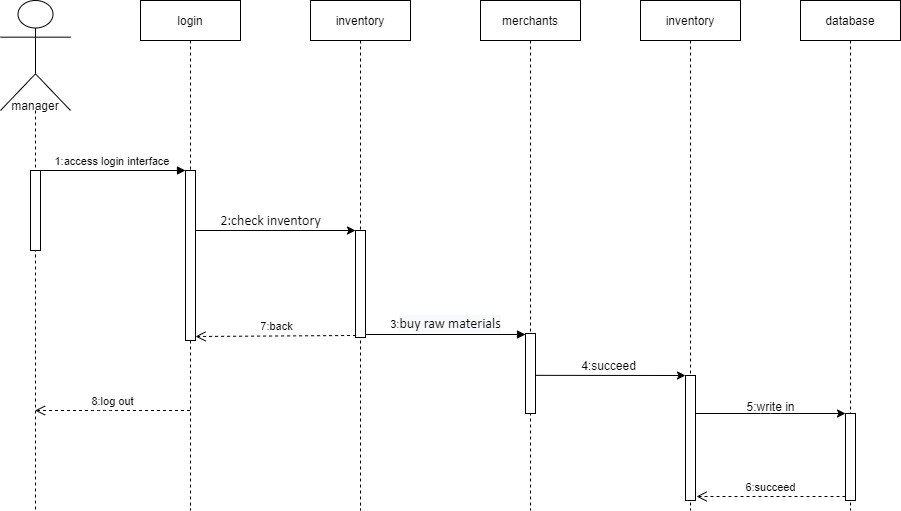 login
inventory
merchants
inventory
database
manager
1:access login interface
2:check inventory
7:back
3:buy raw materials
4:succeed
8:log out
5:write in
6:succeed